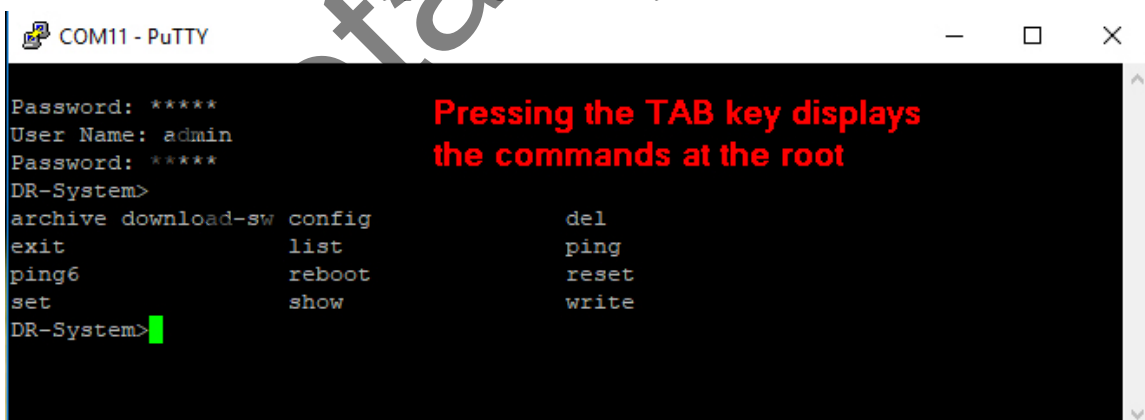 COM11 - PuTTY
Password: *****
User Name: admin
Password: *****
DR-System>
archive download-sw config del
exit list ping
ping6 reboot reset
set show write
DR-System>
Pressing the TAB key displays
the commands at the root